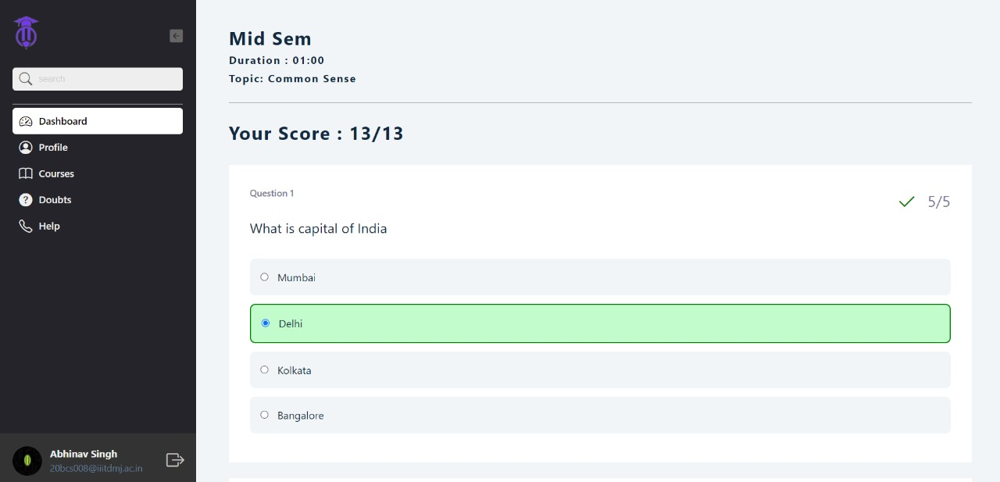 search
Dashboard
Profile
Courses
Doubts
Help
Abhinav Singh
20bcs008@iiitdmj.ac.in
Mid Sem
Duration : 01:00
Topic: Common Sense
Your Score : 13/13
Question 1
5/5
What is capital of India
Mumbai
Delhi
Kolkata
Bangalore